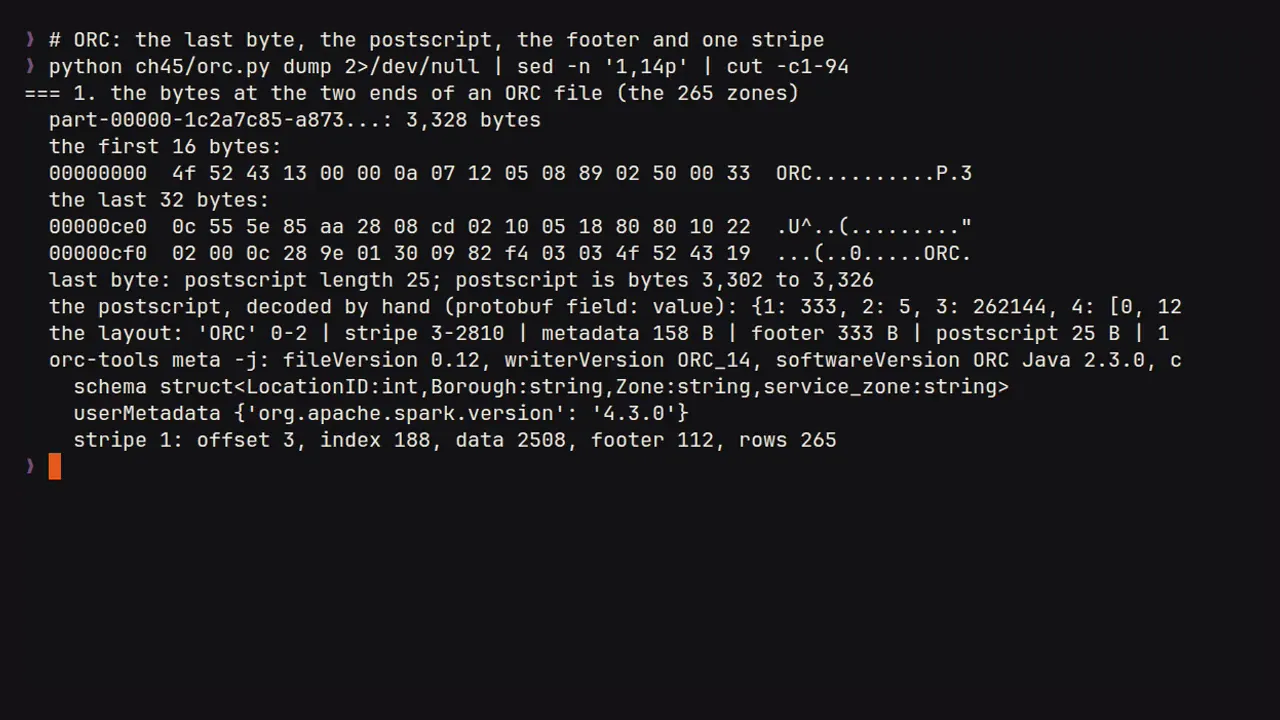 ❩ # ORC: the last byte, the postscript, the footer and one stripe
❩ python ch45/orc.py dump 2>/dev/null | sed -n '1,14p' | cut -c1-94
=== 1. the bytes at the two ends of an ORC file (the 265 zones)
part-00000-1c2a7c85-a873...: 3,328 bytes
the first 16 bytes:
00000000  4f 52 43 13 00 00 0a 07 12 05 08 89 02 50 00 33  ORC..........P.3
the last 32 bytes:
00000ce0  0c 55 5e 85 aa 28 08 cd 02 10 05 18 80 80 10 22  .U^..(........."
00000cf0  02 00 0c 28 9e 01 30 09 82 f4 03 03 4f 52 43 19  ...(..0.....ORC.
last byte: postscript length 25; postscript is bytes 3,302 to 3,326
the postscript, decoded by hand (protobuf field: value): {1: 333, 2: 5, 3: 262144, 4: [0, 12
the layout: 'ORC' 0-2 | stripe 3-2810 | metadata 158 B | footer 333 B | postscript 25 B | 1
orc-tools meta -j: fileVersion 0.12, writerVersion ORC_14, softwareVersion ORC Java 2.3.0, c
schema struct<LocationID:int,Borough:string,Zone:string,service_zone:string>
userMetadata {'org.apache.spark.version': '4.3.0'}
stripe 1: offset 3, index 188, data 2508, footer 112, rows 265
❩